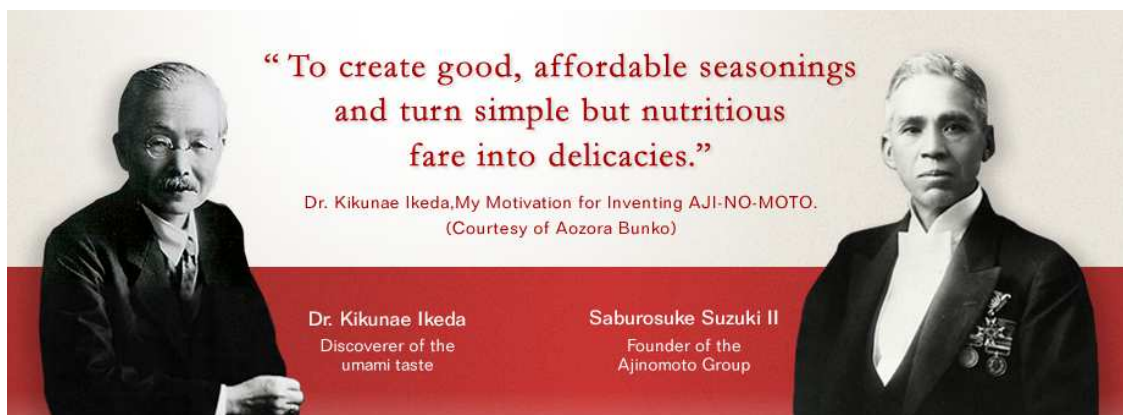 “ To create good, affordable seasonings
and turn simple but nutritious
fare into delicacies.”
Dr. Kikunae Ikeda,My Motivation for Inventing AJI-NO-MOTO.
(Courtesy of Aozora Bunko)
Dr. Kikunae Ikeda
Discoverer of the
umami taste
Saburosuke Suzuki II
Founder of the
Ajinomoto Group